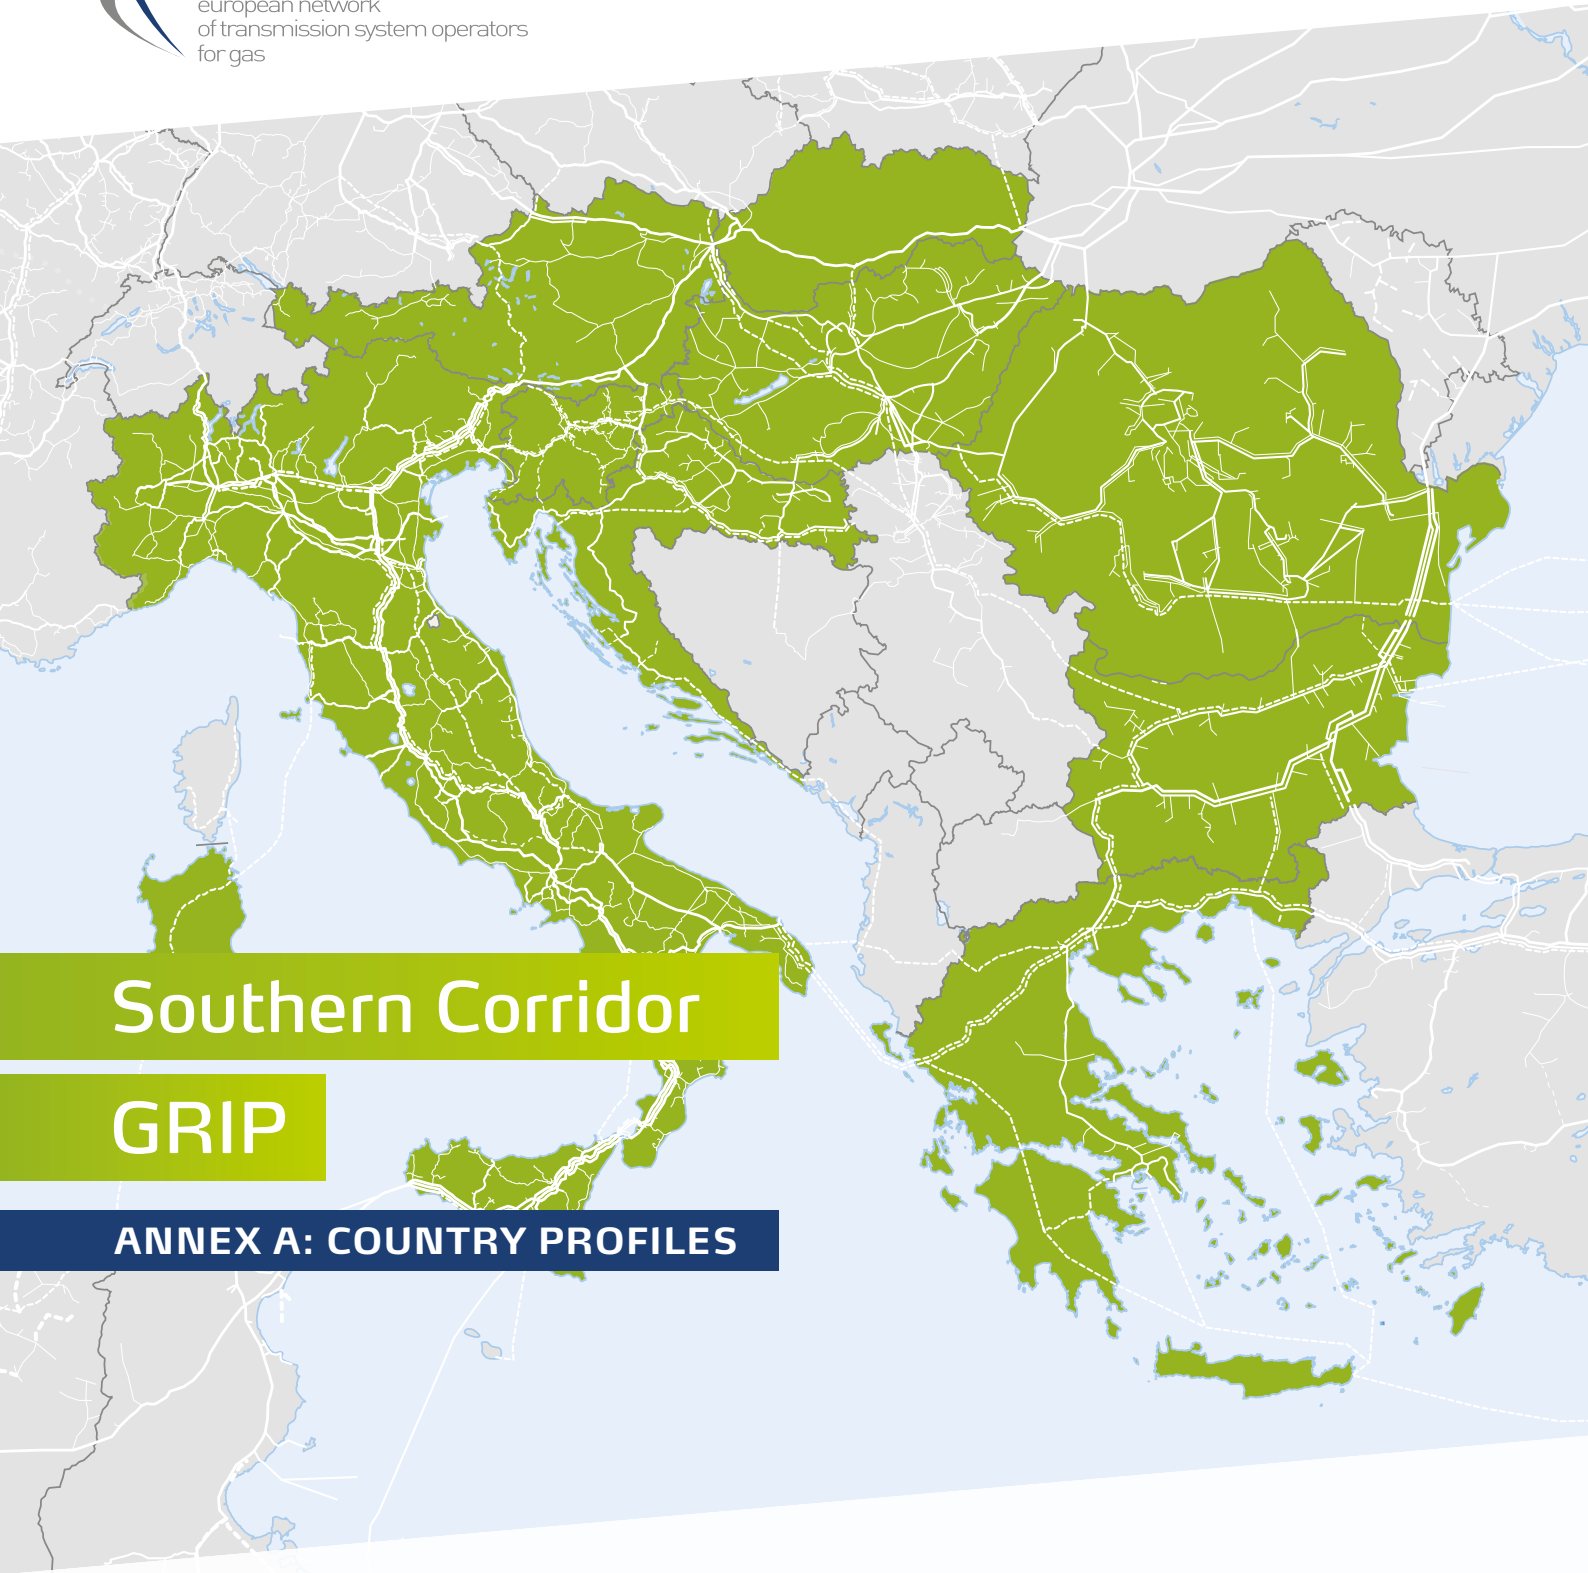 european network
of transmission system operators
for gas
Southern Corridor
GRIP
ANNEX A: COUNTRY PROFILES